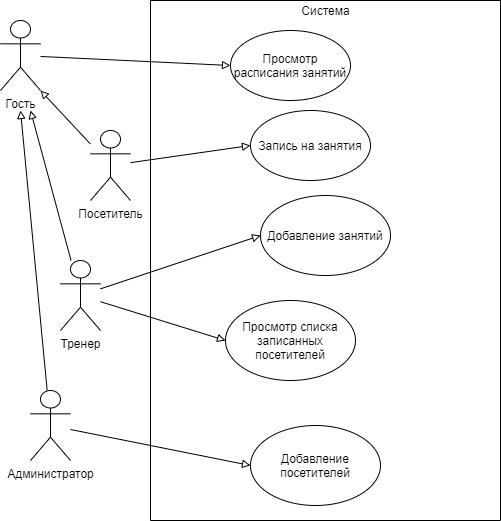 Система
Просмотр
расписания занятий
Гость
Запись на занятия
Посетитель
Добавление занятий
Просмотр списка
записанных
посетителей
Тренер
Добавление
посетителей
Администратор